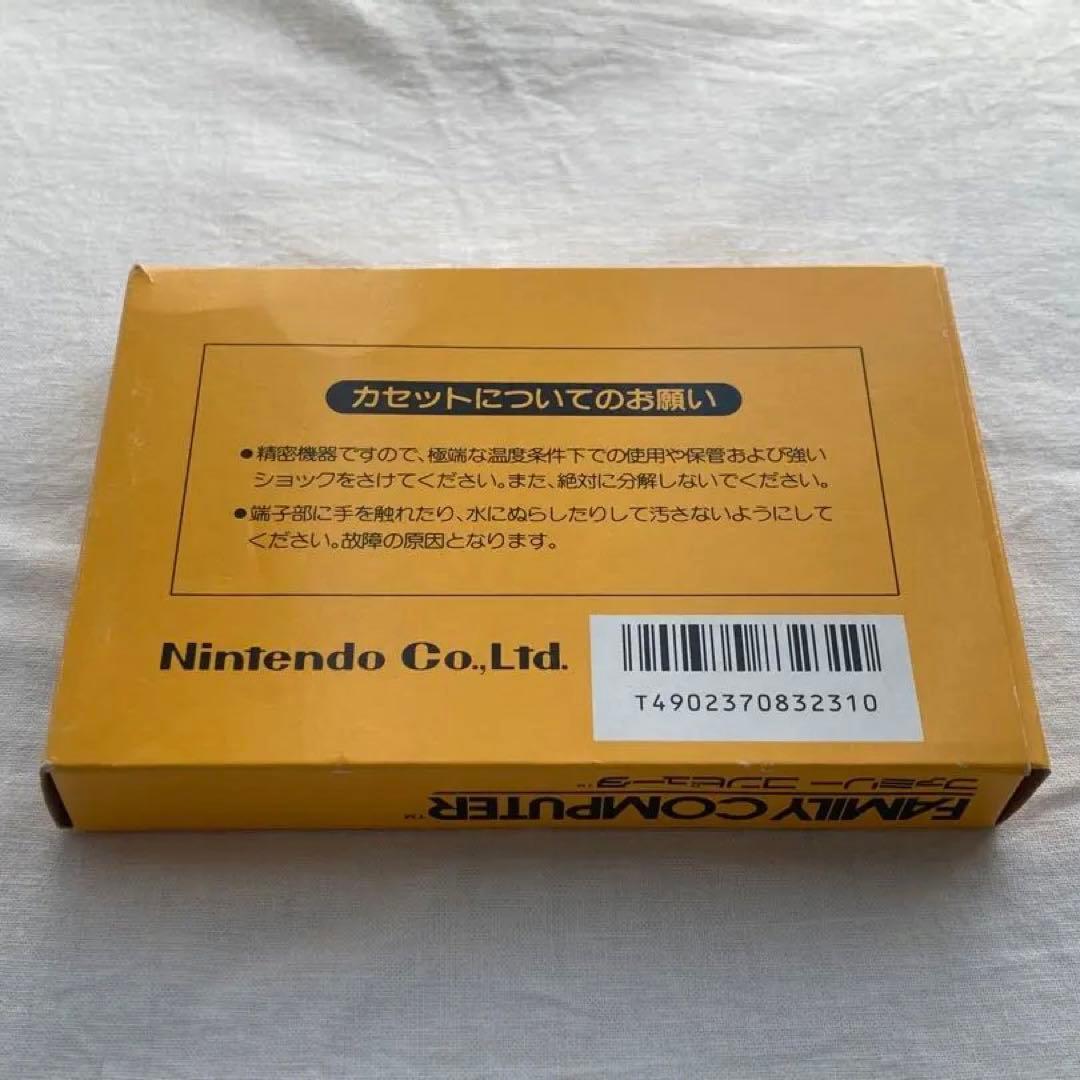 カセットについてのお願い
●精密機器ですので、極端な温度条件下での使用や保管および強い
ショックをさけてください。また、絶対に分解しないでください。
●端子部に手を触れたり、水にぬらしたりして汚さないようにして
ください。故障の原因となります。
Nintendo Co.,Ltd.
T4902370832310
ファミリーコンピュータ™
FAMILY COMPUTER™